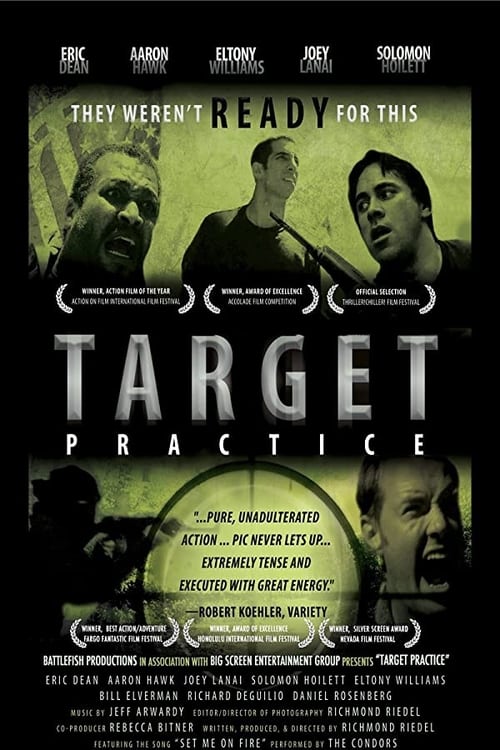 ERIC AARON ELTONY JOEY SOLOMON
DEAN HAWK WILLIAMS LANAI HOILETT
THEY WEREN'T READY FOR THIS
WINNER, ACTION FILM OF THE YEAR
ACTION ON FILM INTERNATIONAL FILM FESTIVAL
WINNER, AWARD OF EXCELLENCE
ACCOLADE FILM COMPETITION
OFFICIAL SELECTION
THRILLER!CHILLER! FILM FESTIVAL
TARGET
PRACTICE
"...PURE, UNADULTERATED
ACTION ... PIC NEVER LETS UP...
EXTREMELY TENSE AND
EXECUTED WITH GREAT ENERGY."
—ROBERT KOEHLER, VARIETY
WINNER, BEST ACTION/ADVENTURE
FARGO FANTASTIC FILM FESTIVAL
WINNER, AWARD OF EXCELLENCE
HONOLULU INTERNATIONAL FILM FESTIVAL
WINNER, SILVER SCREEN AWARD
NEVADA FILM FESTIVAL
BATTLEFISH PRODUCTIONS IN ASSOCIATION WITH BIG SCREEN ENTERTAINMENT GROUP PRESENTS "TARGET PRACTICE"
ERIC DEAN AARON HAWK JOEY LANAI SOLOMON HOILETT ELTONY WILLIAMS
BILL ELVERMAN RICHARD DEGUILIO DANIEL ROSENBERG
MUSIC BY JEFF ARWARDY EDITOR/DIRECTOR OF PHOTOGRAPHY RICHMOND RIEDEL
CO-PRODUCER REBECCA BITNER WRITTEN, PRODUCED, & DIRECTED BY RICHMOND RIEDEL
FEATURING THE SONG "SET ME ON FIRE" PERFORMED BY THE CONDORS